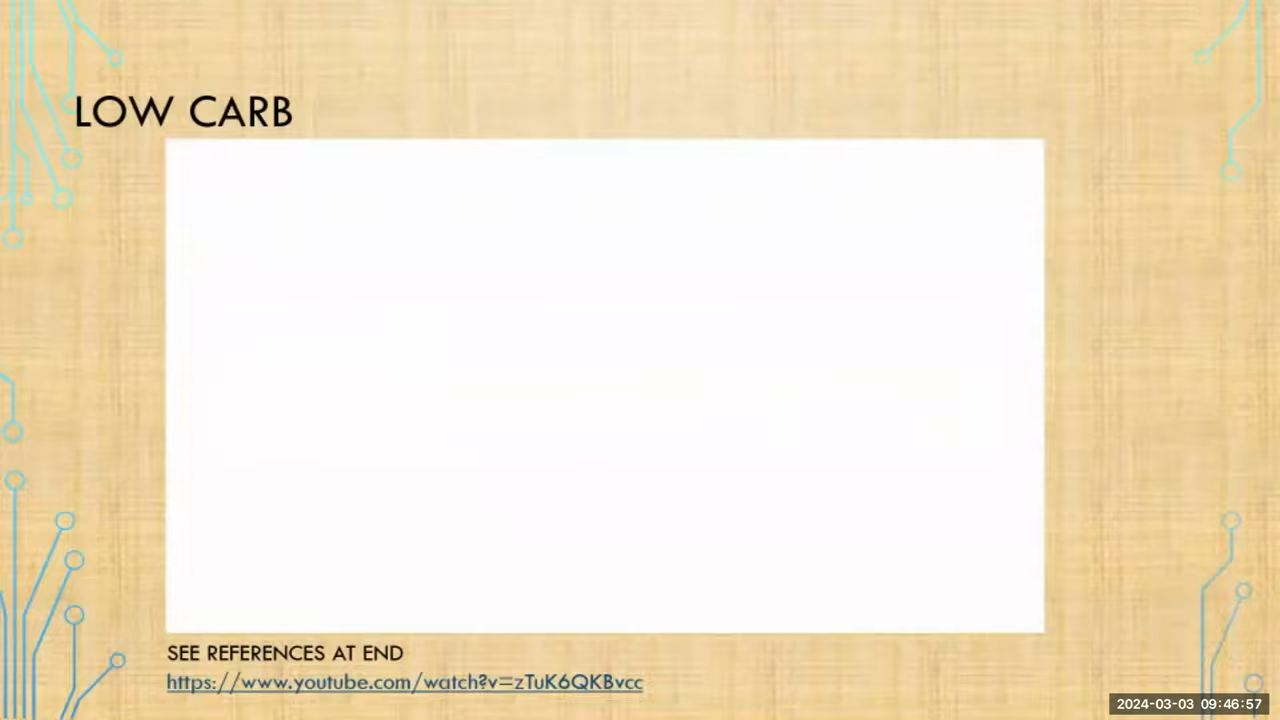 LOW CARB
SEE REFERENCES AT END
https://www.youtube.com/watch?v=zTuK6QKBvcc
2024-03-03 09:46:57